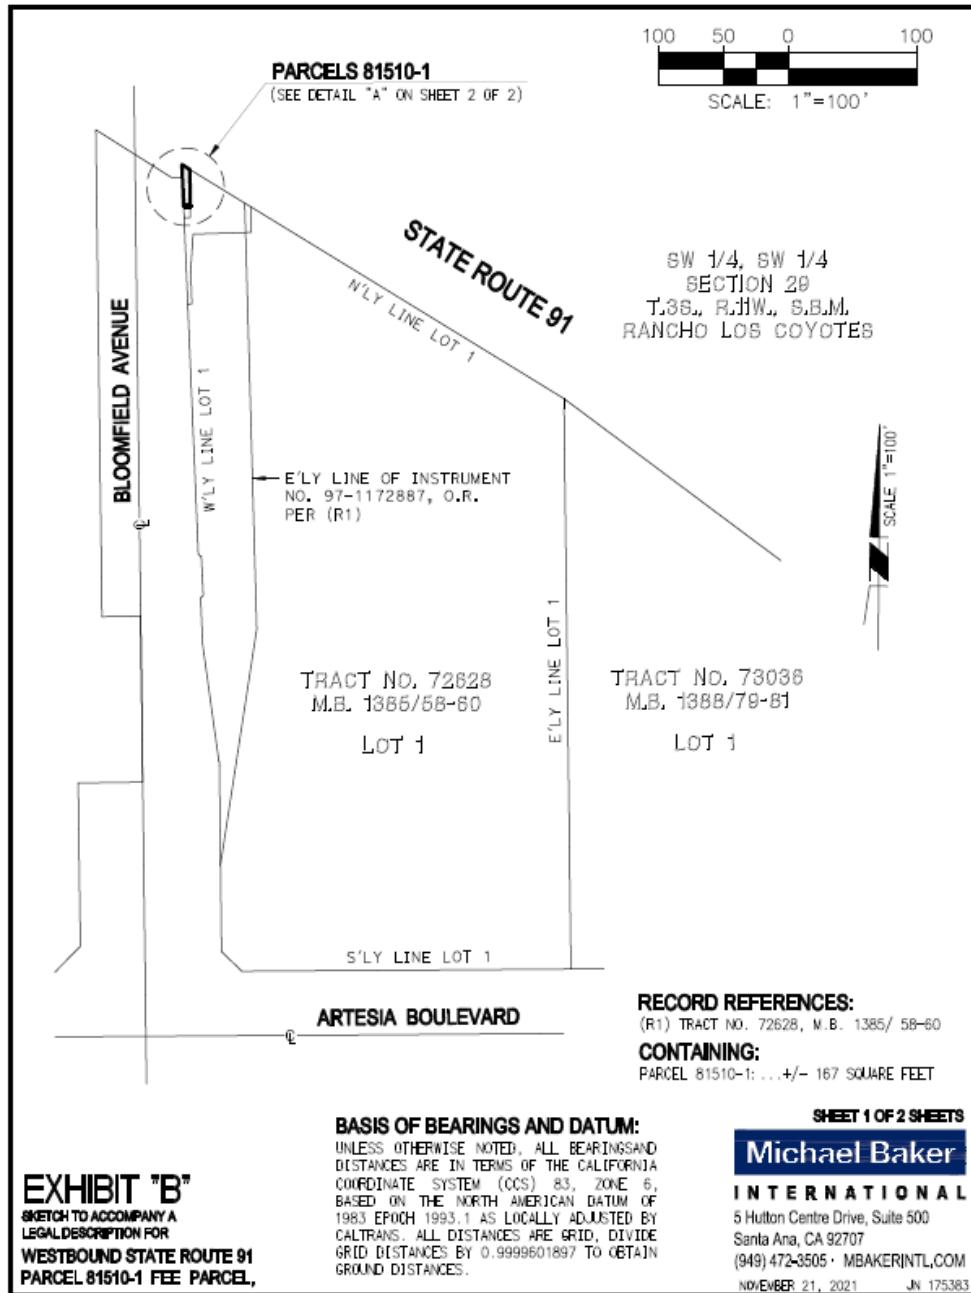 100 50 0 100
SCALE: 1"=100'
PARCELS 81510-1
(SEE DETAIL "A" ON SHEET 2 OF 2)
STATE ROUTE 91
N'LY LINE LOT 1
SW 1/4, SW 1/4
SECTION 29
T.3S., R.11W., S.B.M.
RANCHO LOS COYOTES
BLOOMFIELD AVENUE
W'LY LINE LOT 1
E'LY LINE OF INSTRUMENT
NO. 97-1172887, O.R.
PER (R1)
SCALE 1"=100'
℄
E'LY LINE LOT 1
TRACT NO. 72628
M.B. 1385/58-60
LOT 1
TRACT NO. 73036
M.B. 1388/79-81
LOT 1
S'LY LINE LOT 1
ARTESIA BOULEVARD
℄
RECORD REFERENCES:
(R1) TRACT NO. 72628, M.B. 1385/ 58-60
CONTAINING:
PARCEL 81510-1: ...+/- 167 SQUARE FEET
SHEET 1 OF 2 SHEETS
BASIS OF BEARINGS AND DATUM:
UNLESS OTHERWISE NOTED, ALL BEARINGSAND
DISTANCES ARE IN TERMS OF THE CALIFORNIA
COORDINATE SYSTEM (CCS) 83, ZONE 6,
BASED ON THE NORTH AMERICAN DATUM OF
1983 EPOCH 1993.1 AS LOCALLY ADJUSTED BY
CALTRANS. ALL DISTANCES ARE GRID, DIVIDE
GRID DISTANCES BY 0.9999601897 TO OBTAIN
GROUND DISTANCES.
EXHIBIT "B"
SKETCH TO ACCOMPANY A
LEGAL DESCRIPTION FOR
WESTBOUND STATE ROUTE 91
PARCEL 81510-1 FEE PARCEL,
Michael Baker
INTERNATIONAL
5 Hutton Centre Drive, Suite 500
Santa Ana, CA 92707
(949) 472-3505 · MBAKERINTL.COM
NOVEMBER 21, 2021 JN 175383